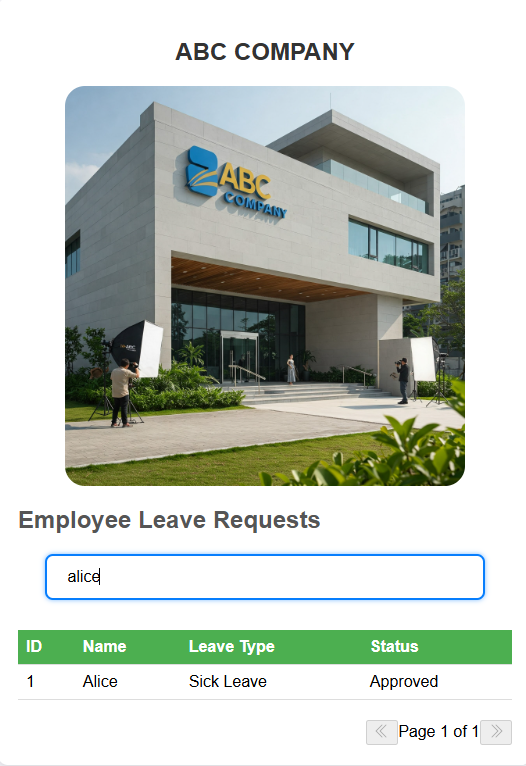 ABC COMPANY
ABC
COMPANY
Employee Leave Requests
alice
ID Name Leave Type Status
1 Alice Sick Leave Approved
Page 1 of 1